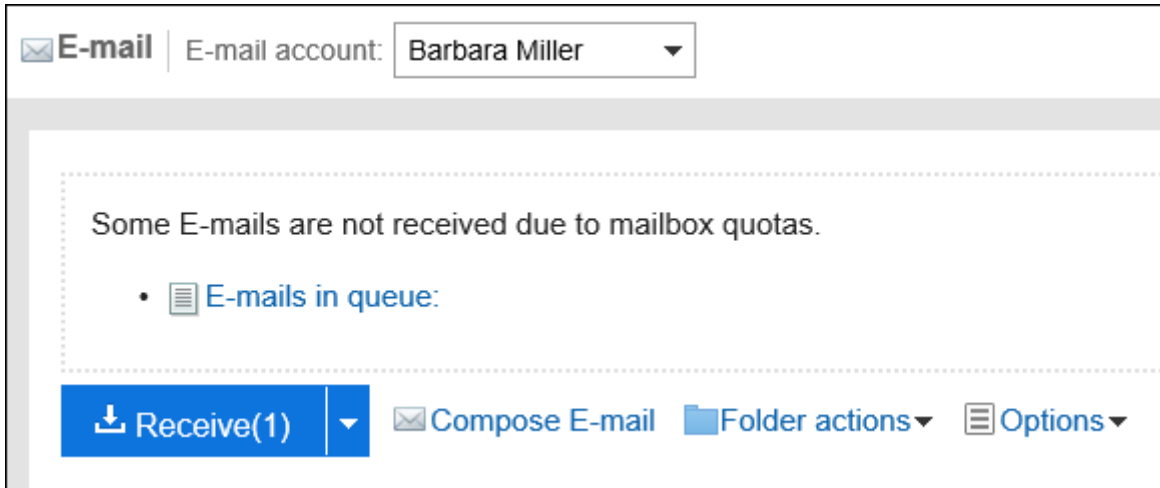 E-mail E-mail account: Barbara Miller
Some E-mails are not received due to mailbox quotas.
• E-mails in queue:
Receive(1) Compose E-mail Folder actions Options